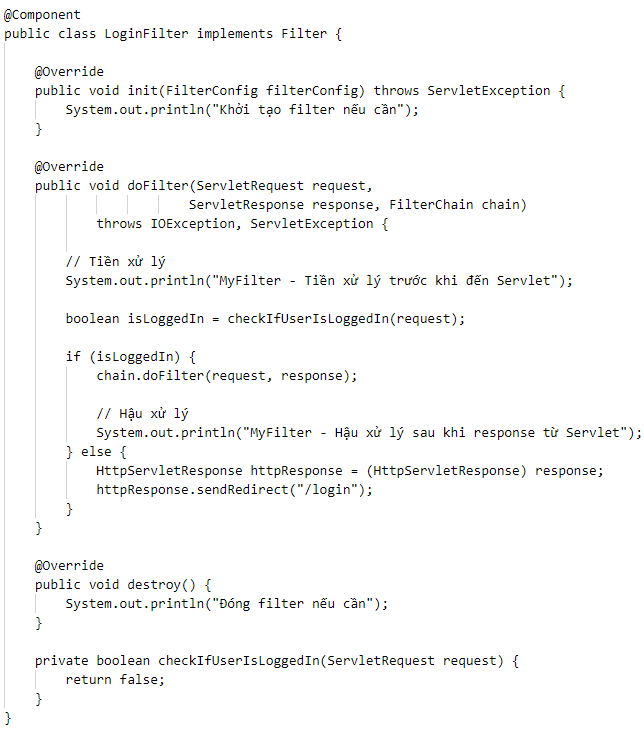 @Component
public class LoginFilter implements Filter {
@Override
public void init(FilterConfig filterConfig) throws ServletException {
System.out.println("Khởi tạo filter nếu cần");
}
@Override
public void doFilter(ServletRequest request,
ServletResponse response, FilterChain chain)
throws IOException, ServletException {
// Tiền xử lý
System.out.println("MyFilter - Tiền xử lý trước khi đến Servlet");
boolean isLoggedIn = checkIfUserIsLoggedIn(request);
if (isLoggedIn) {
chain.doFilter(request, response);
// Hậu xử lý
System.out.println("MyFilter - Hậu xử lý sau khi response từ Servlet");
} else {
HttpServletResponse httpResponse = (HttpServletResponse) response;
httpResponse.sendRedirect("/login");
}
}
@Override
public void destroy() {
System.out.println("Đóng filter nếu cần");
}
private boolean checkIfUserIsLoggedIn(ServletRequest request) {
return false;
}
}